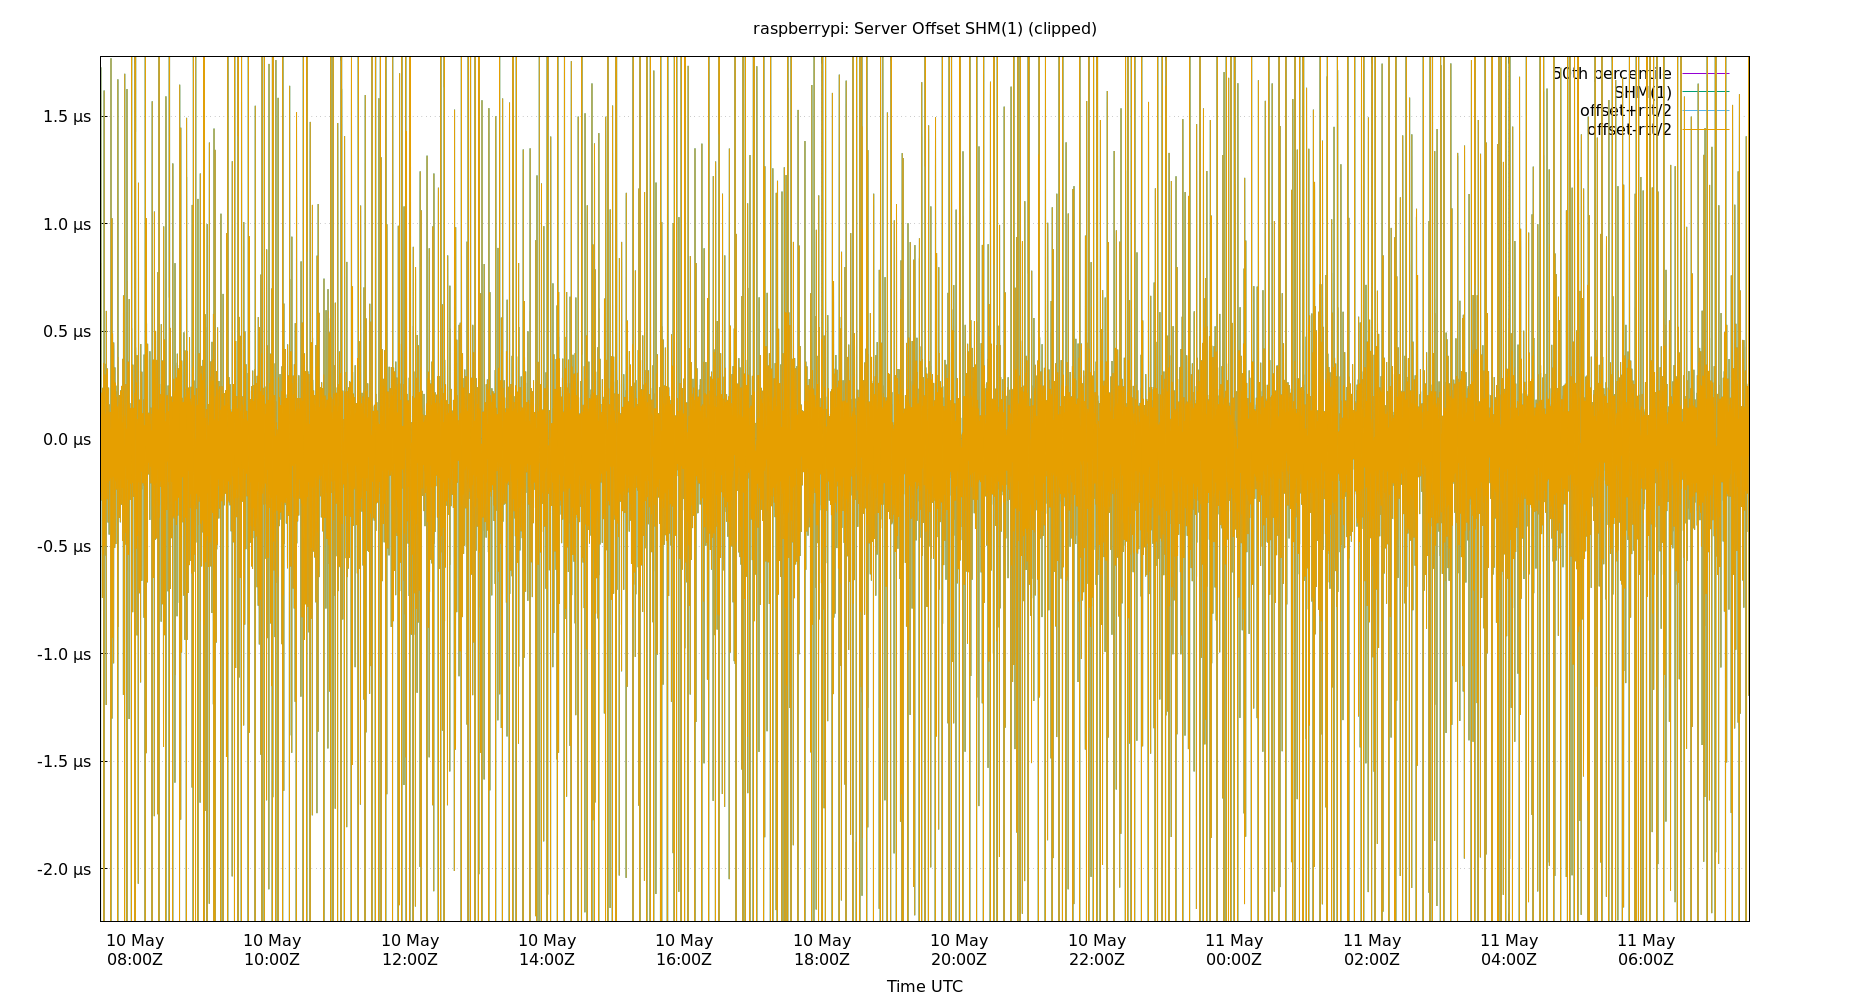 raspberrypi: Server Offset SHM(1) (clipped)
50th percentile
SHM(1)
offset+rtt/2
offset-rtt/2
1.5 µs
1.0 µs
0.5 µs
0.0 µs
-0.5 µs
-1.0 µs
-1.5 µs
-2.0 µs
10 May 10 May 10 May 10 May 10 May 10 May 10 May 10 May 11 May 11 May 11 May 11 May
08:00Z 10:00Z 12:00Z 14:00Z 16:00Z 18:00Z 20:00Z 22:00Z 00:00Z 02:00Z 04:00Z 06:00Z
Time UTC